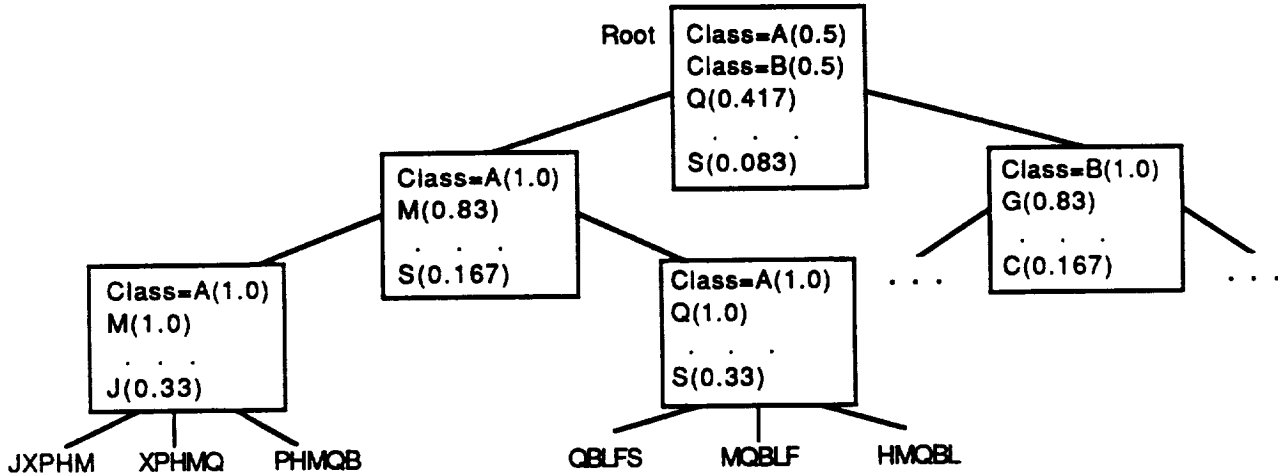 Root
Class=A(0.5)
Class=B(0.5)
Q(0.417)
. . .
S(0.083)
Class=A(1.0)
M(0.83)
. . .
S(0.167)
Class=B(1.0)
G(0.83)
. . .
C(0.167)
Class=A(1.0)
M(1.0)
. . .
J(0.33)
Class=A(1.0)
Q(1.0)
. . .
S(0.33)
. . .
. . .
JXPHM XPHMQ PHMQB QBLFS MQBLF HMQBL